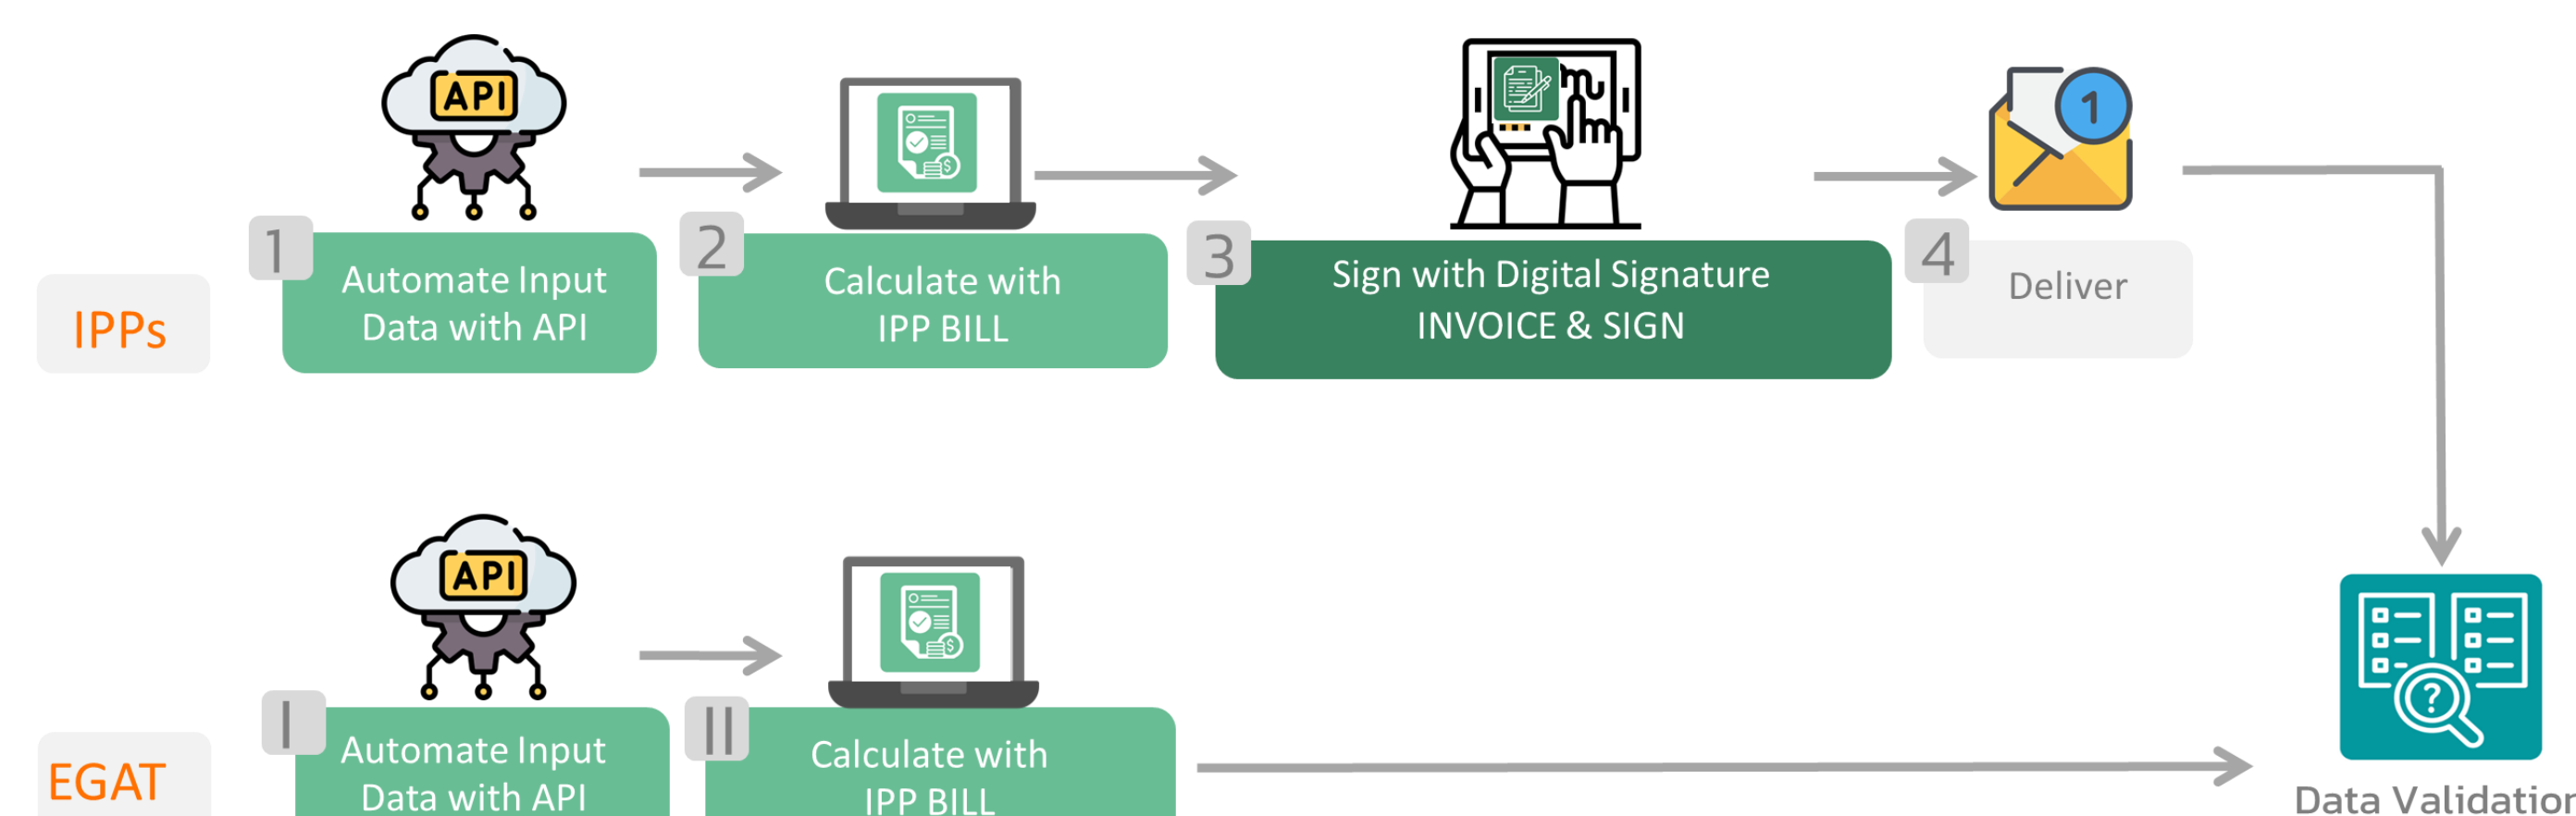 API
1
1
Automate Input
Data with API
2
Calculate with
IPP BILL
3
Sign with Digital Signature
INVOICE & SIGN
4
Deliver
IPPs
API
I
Automate Input
Data with API
II
Calculate with
IPP BILL
EGAT
?
Data Validation